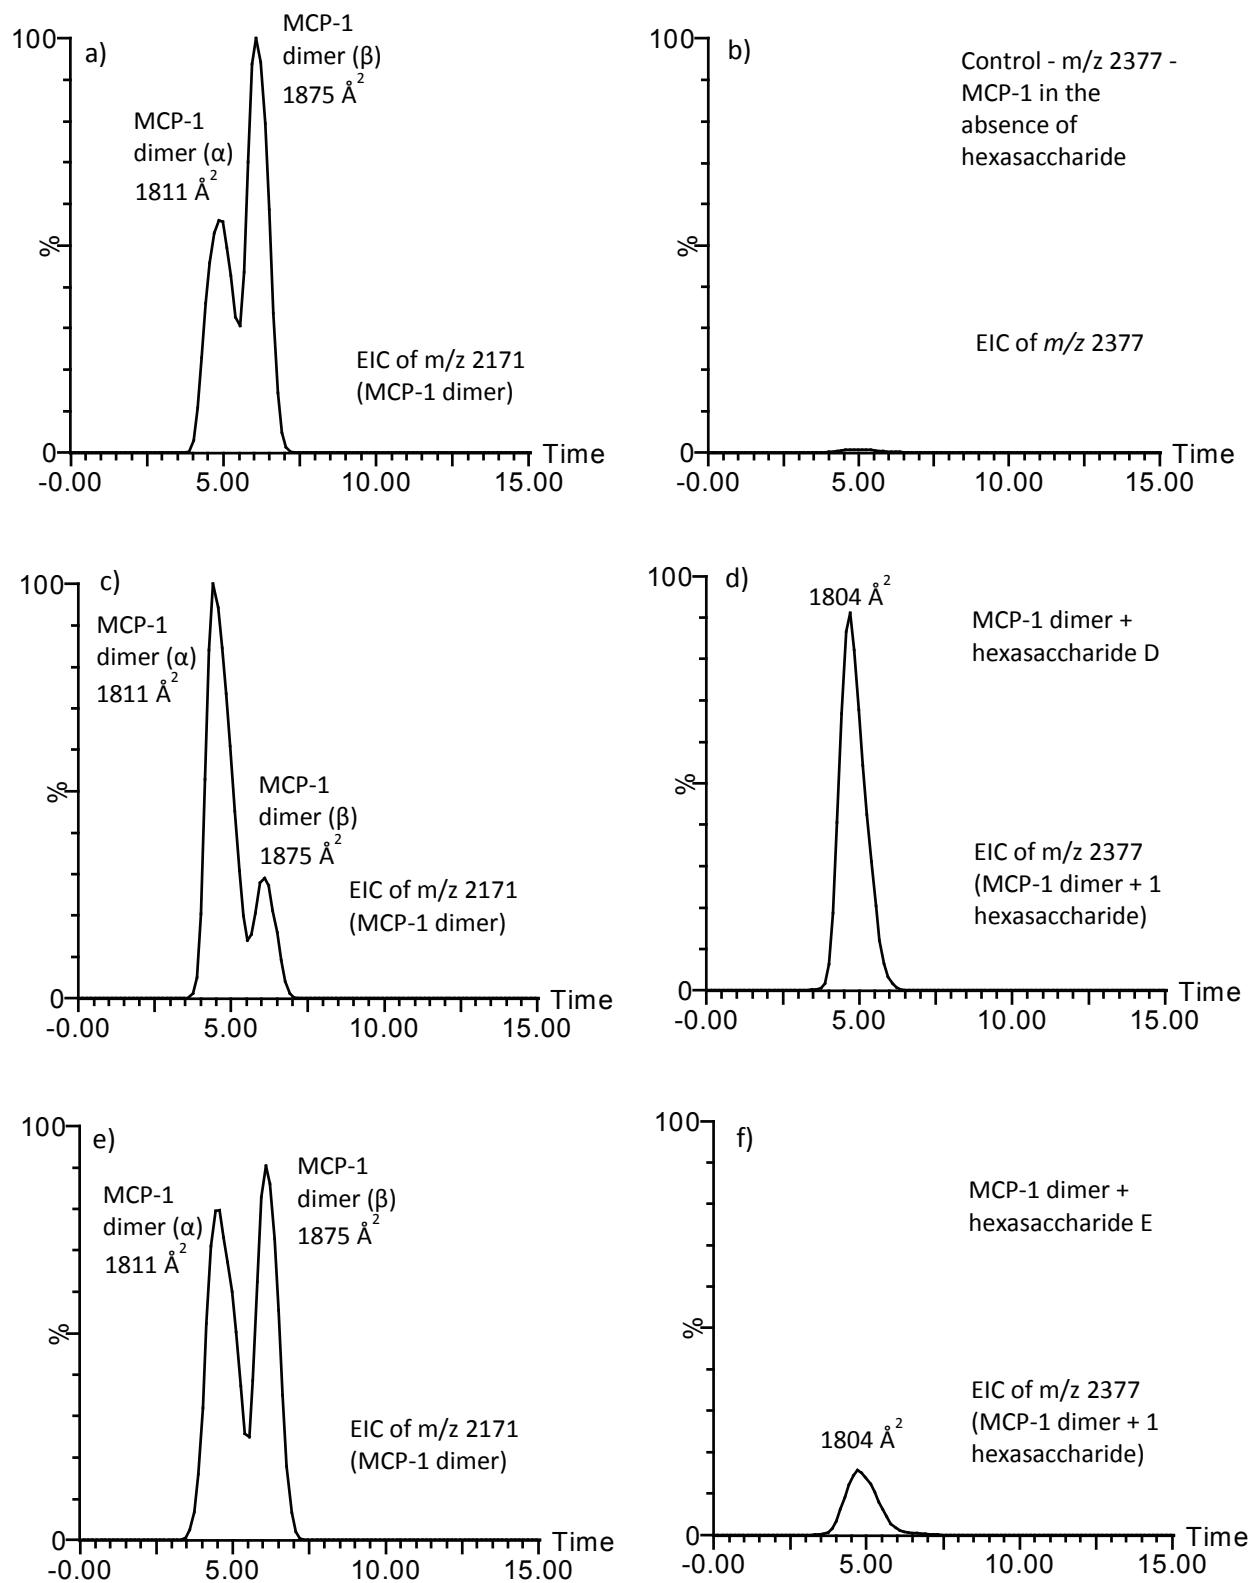 a)
100
%
0
MCP-1
dimer (α)
1811 Å²
MCP-1
dimer (β)
1875 Å²
EIC of m/z 2171
(MCP-1 dimer)
Time
-0.00 5.00 10.00 15.00
b)
100
%
0
Control - m/z 2377 -
MCP-1 in the
absence of
hexasaccharide
EIC of m/z 2377
Time
-0.00 5.00 10.00 15.00
c)
100
%
0
MCP-1
dimer (α)
1811 Å²
MCP-1
dimer (β)
1875 Å²
EIC of m/z 2171
(MCP-1 dimer)
Time
-0.00 5.00 10.00 15.00
d)
100
%
0
1804 Å²
MCP-1 dimer +
hexasaccharide D
EIC of m/z 2377
(MCP-1 dimer + 1
hexasaccharide)
Time
-0.00 5.00 10.00 15.00
e)
100
%
0
MCP-1
dimer (α)
1811 Å²
MCP-1
dimer (β)
1875 Å²
EIC of m/z 2171
(MCP-1 dimer)
Time
-0.00 5.00 10.00 15.00
f)
100
%
0
MCP-1 dimer +
hexasaccharide E
1804 Å²
EIC of m/z 2377
(MCP-1 dimer + 1
hexasaccharide)
Time
-0.00 5.00 10.00 15.00